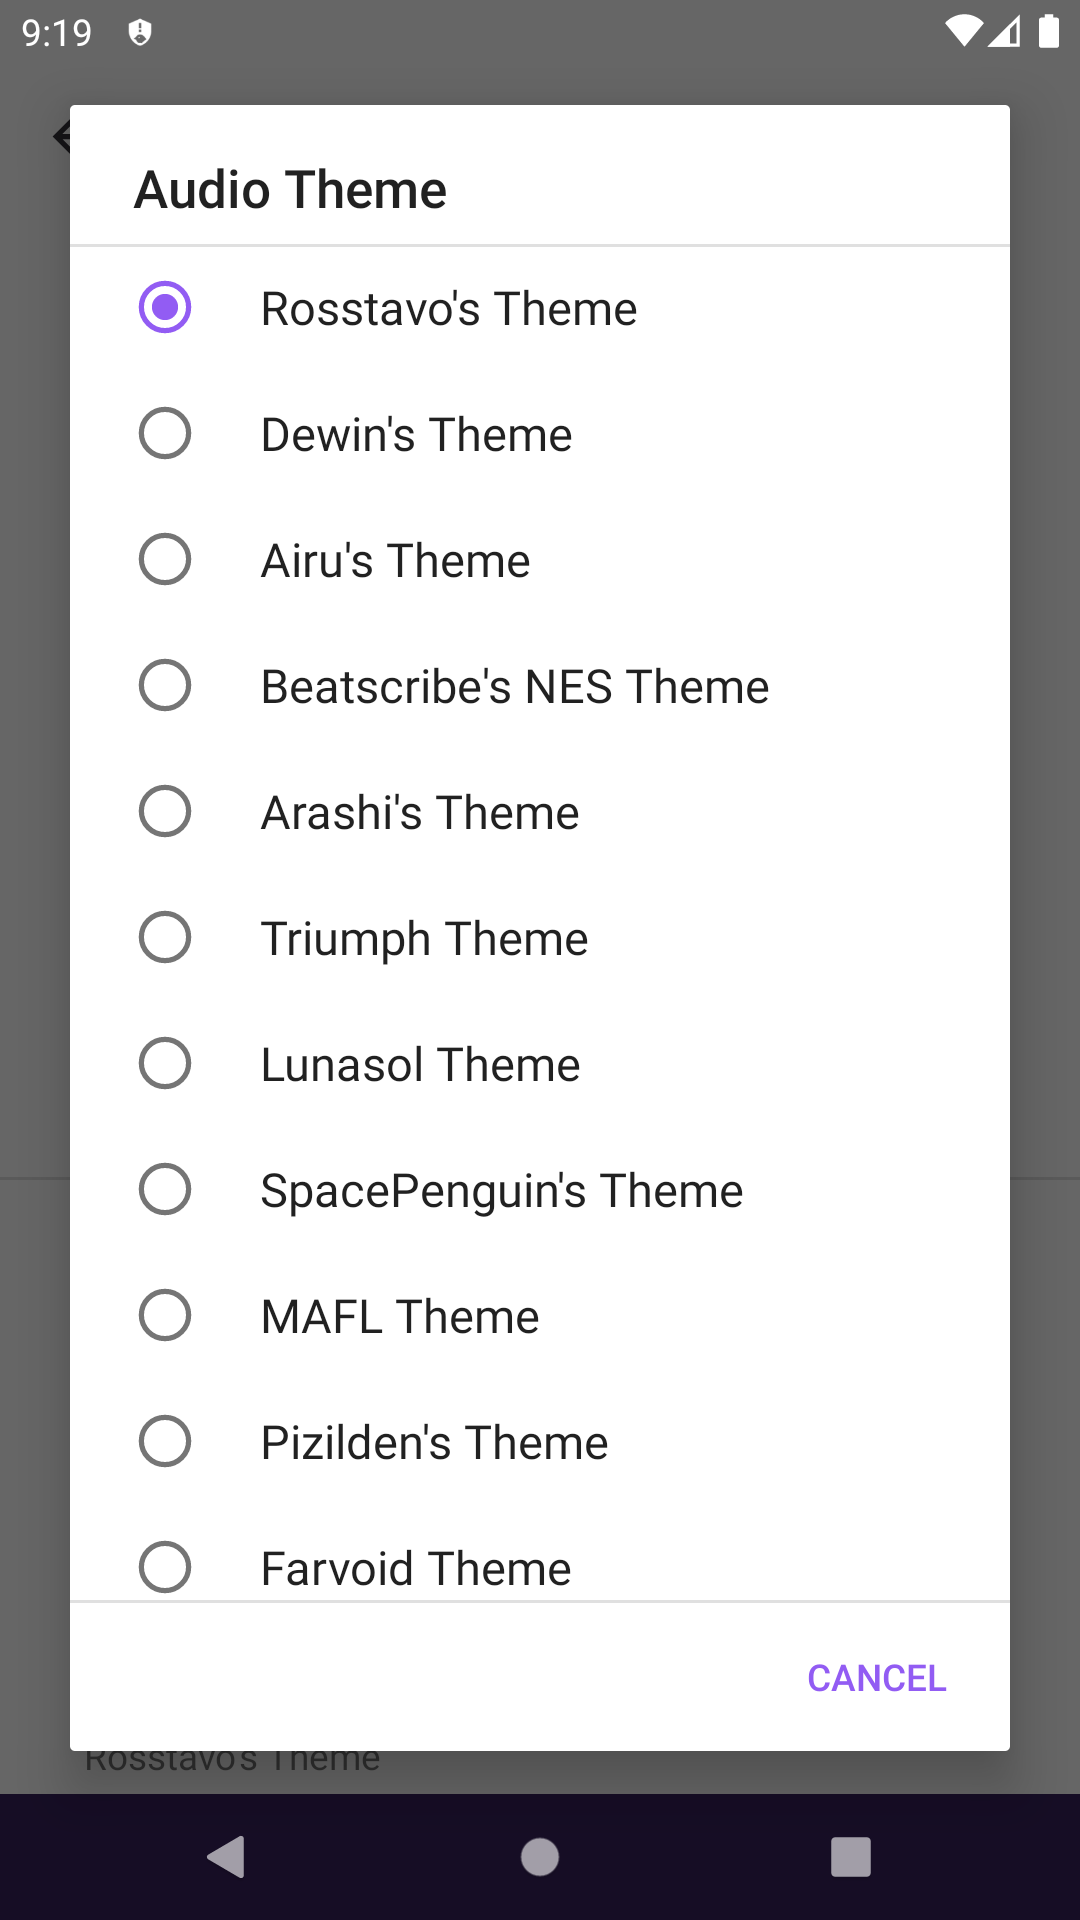 9:19
Audio Theme
Rosstavo's Theme
Dewin's Theme
Airu's Theme
Beatscribe's NES Theme
Arashi's Theme
Triumph Theme
Lunasol Theme
SpacePenguin's Theme
MAFL Theme
Pizilden's Theme
Farvoid Theme
CANCEL
Rosstavo's Theme